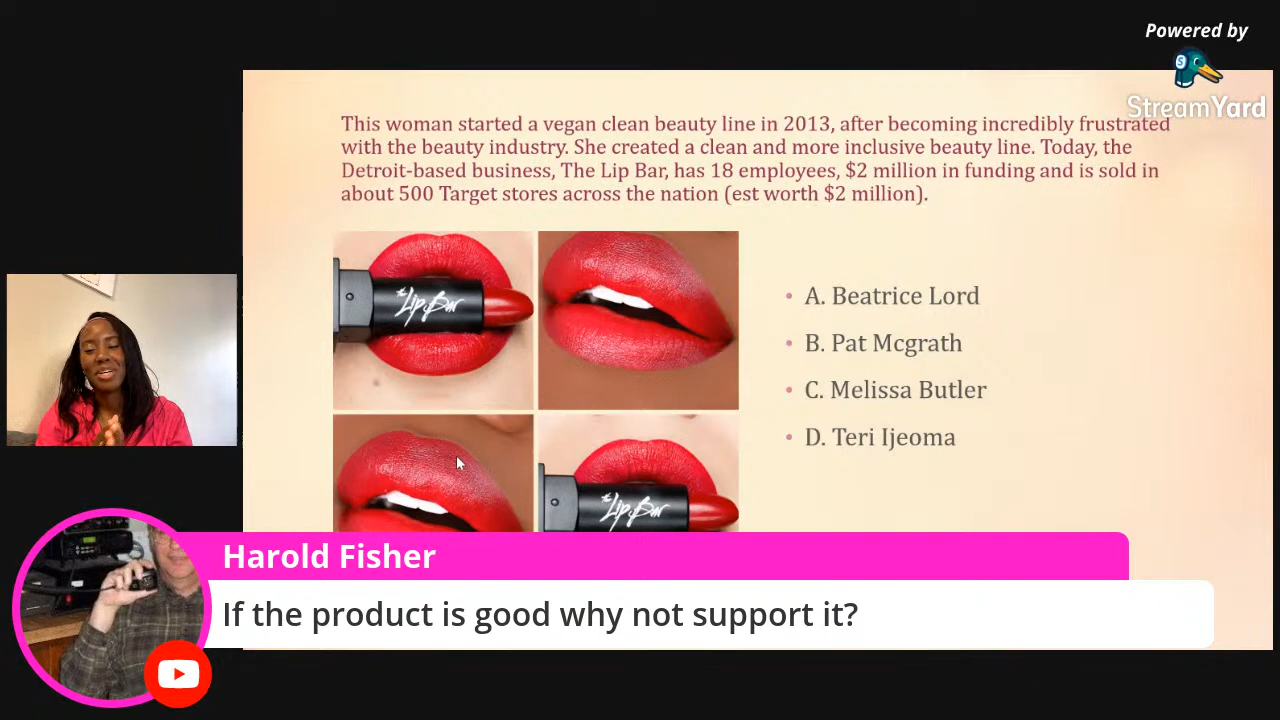 Powered by
StreamYard
This woman started a vegan clean beauty line in 2013, after becoming incredibly frustrated
with the beauty industry. She created a clean and more inclusive beauty line. Today, the
Detroit-based business, The Lip Bar, has 18 employees, $2 million in funding and is sold in
about 500 Target stores across the nation (est worth $2 million).
the Lip Bar
• A. Beatrice Lord
• B. Pat Mcgrath
• C. Melissa Butler
• D. Teri Ijeoma
the Lip Bar
Harold Fisher
If the product is good why not support it?